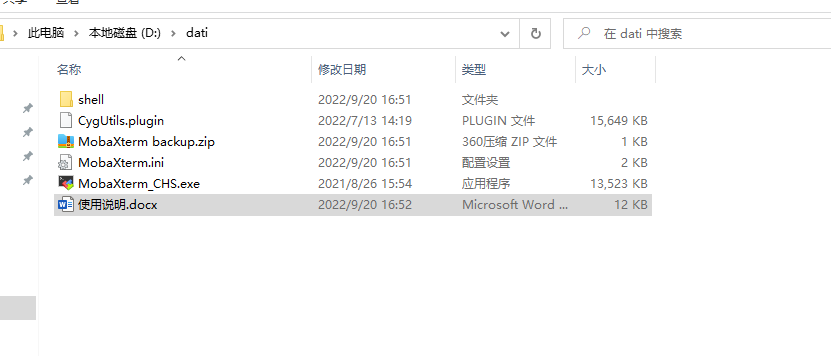 此电脑 > 本地磁盘 (D:) > dati
在 dati 中搜索
名称 修改日期 类型 大小
shell 2022/9/20 16:51 文件夹
CygUtils.plugin 2022/7/13 14:19 PLUGIN 文件 15,649 KB
MobaXterm backup.zip 2022/9/20 16:51 360压缩 ZIP 文件 1 KB
MobaXterm.ini 2022/9/20 16:51 配置设置 2 KB
MobaXterm_CHS.exe 2021/8/26 15:54 应用程序 13,523 KB
使用说明.docx 2022/9/20 16:52 Microsoft Word ... 12 KB